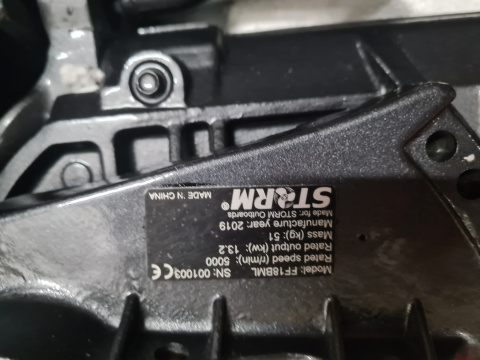 STORM®
Made for STORM Outboards
Manufacture year: 2019
Mass (kg): 51
Rated output (kw): 13.2
Rated speed (r/min): 5000
Model: FF18BML
SN: 001003 CE
MADE IN CHINA